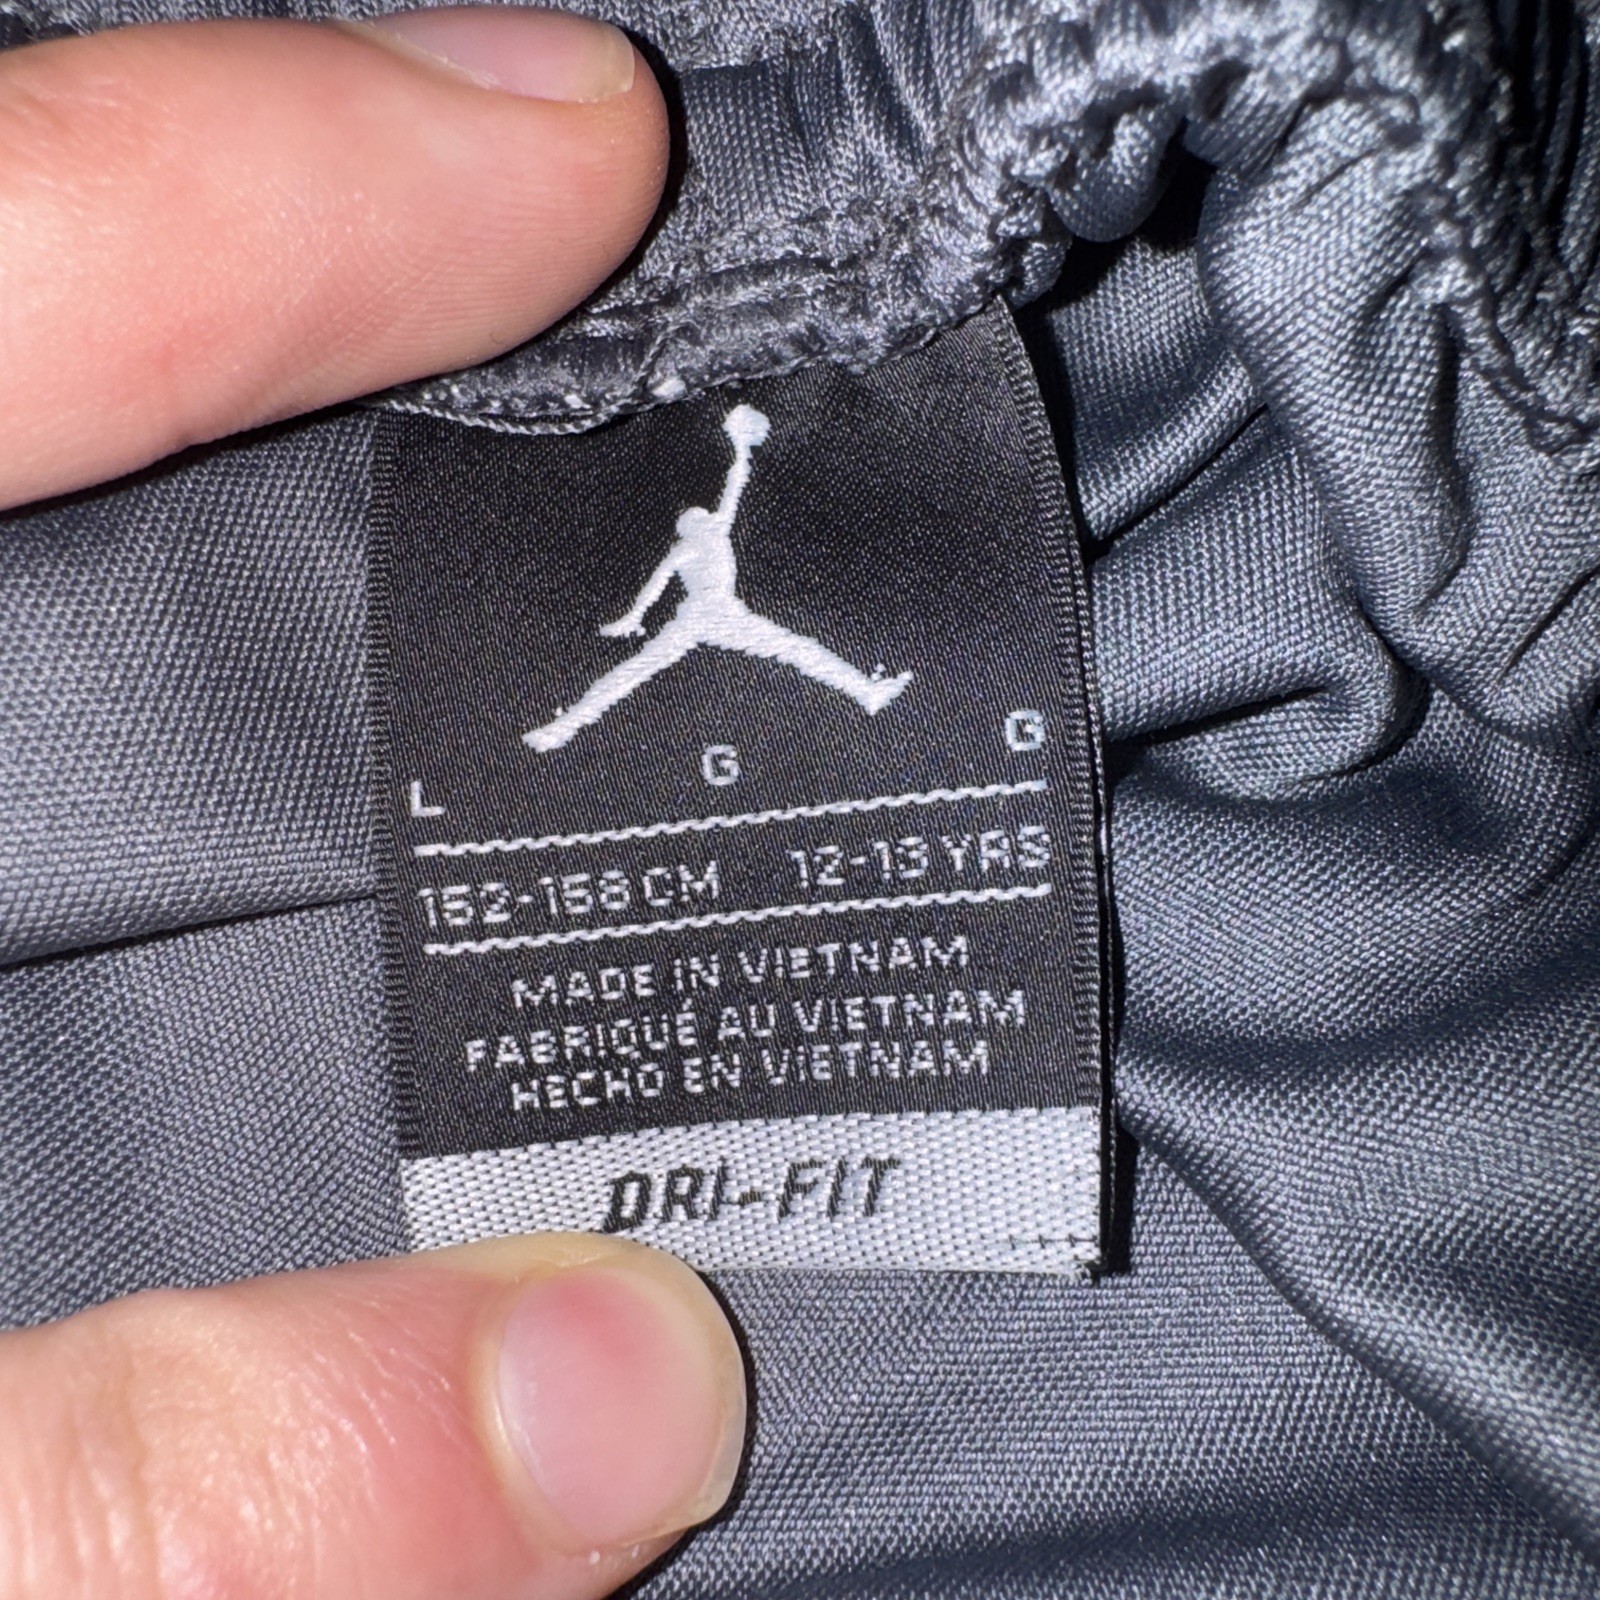 L G G
152-158 CM 12-13 YRS
MADE IN VIETNAM
FABRIQUÉ AU VIETNAM
HECHO EN VIETNAM
DRI-FIT